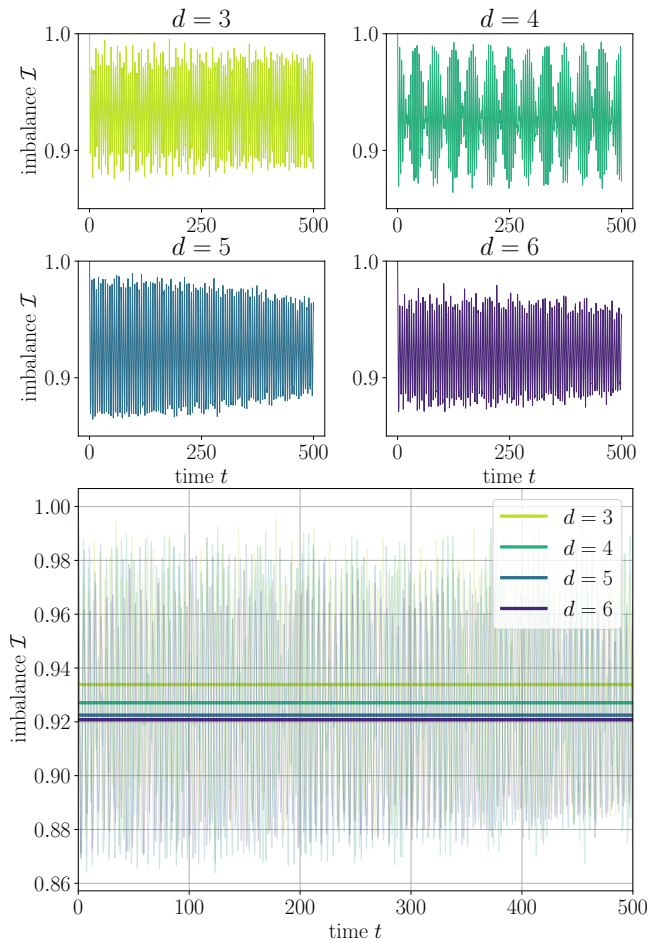 d = 3
d = 4
imbalance 𝓘
1.0
0.9
0
250
500
1.0
0.9
0
250
500
d = 5
d = 6
imbalance 𝓘
1.0
0.9
0
250
500
time t
1.0
0.9
0
250
500
time t
imbalance 𝓘
1.00
0.98
0.96
0.94
0.92
0.90
0.88
0.86
d = 3
d = 4
d = 5
d = 6
0
100
200
300
400
500
time t